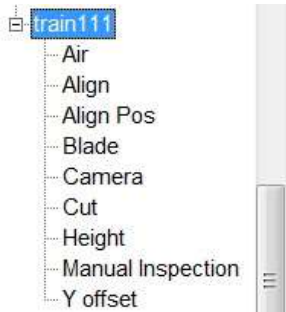 train111
Air
Align
Align Pos
Blade
Camera
Cut
Height
Manual Inspection
Y offset